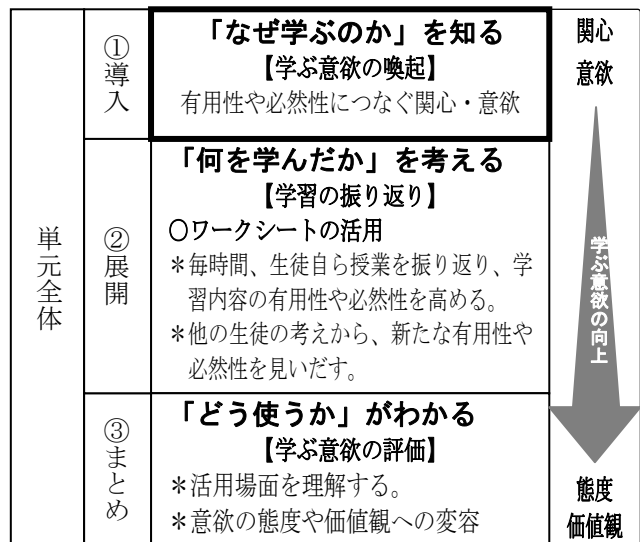 単元全体
①導入
「なぜ学ぶのか」を知る
【学ぶ意欲の喚起】
有用性や必然性につなぐ関心・意欲
②展開
「何を学んだか」を考える
【学習の振り返り】
〇ワークシートの活用
＊毎時間、生徒自ら授業を振り返り、学
習内容の有用性や必然性を高める。
＊他の生徒の考えから、新たな有用性や
必然性を見いだす。
③まとめ
「どう使うか」がわかる
【学ぶ意欲の評価】
＊活用場面を理解する。
＊意欲の態度や価値観への変容
関心
意欲
学ぶ意欲の向上
態度
価値観